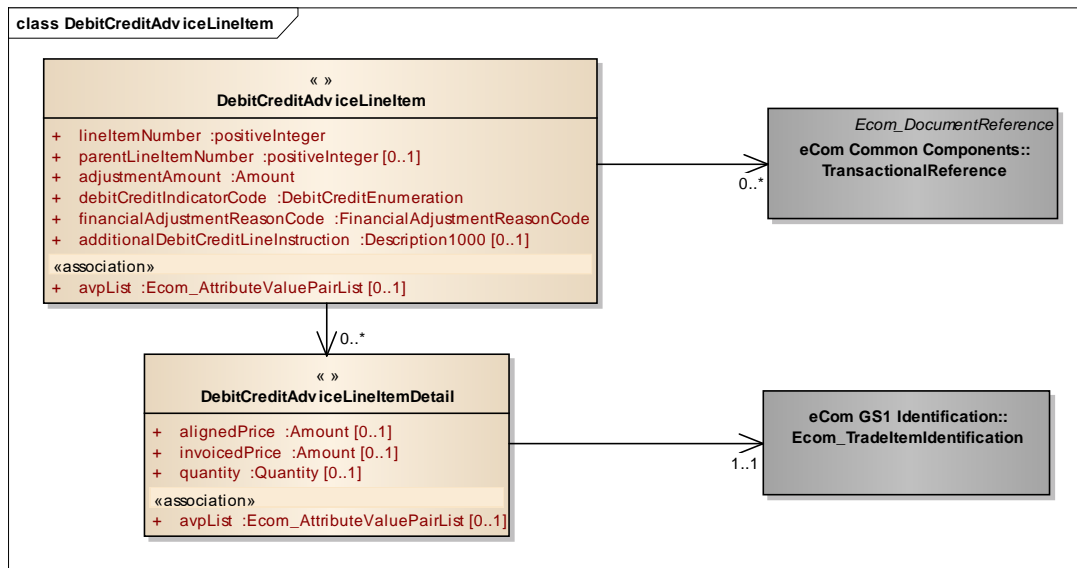 class DebitCreditAdviceLineItem
« »
DebitCreditAdviceLineItem
+ lineItemNumber :positiveInteger
+ parentLineItemNumber :positiveInteger [0..1]
+ adjustmentAmount :Amount
+ debitCreditIndicatorCode :DebitCreditEnumeration
+ financialAdjustmentReasonCode :FinancialAdjustmentReasonCode
+ additionalDebitCreditLineInstruction :Description1000 [0..1]
«association»
+ avpList :Ecom_AttributeValuePairList [0..1]
0..*
Ecom_DocumentReference
eCom Common Components::
TransactionalReference
0..*
« »
DebitCreditAdviceLineItemDetail
+ alignedPrice :Amount [0..1]
+ invoicedPrice :Amount [0..1]
+ quantity :Quantity [0..1]
«association»
+ avpList :Ecom_AttributeValuePairList [0..1]
1..1
eCom GS1 Identification::
Ecom_TradeItemIdentification